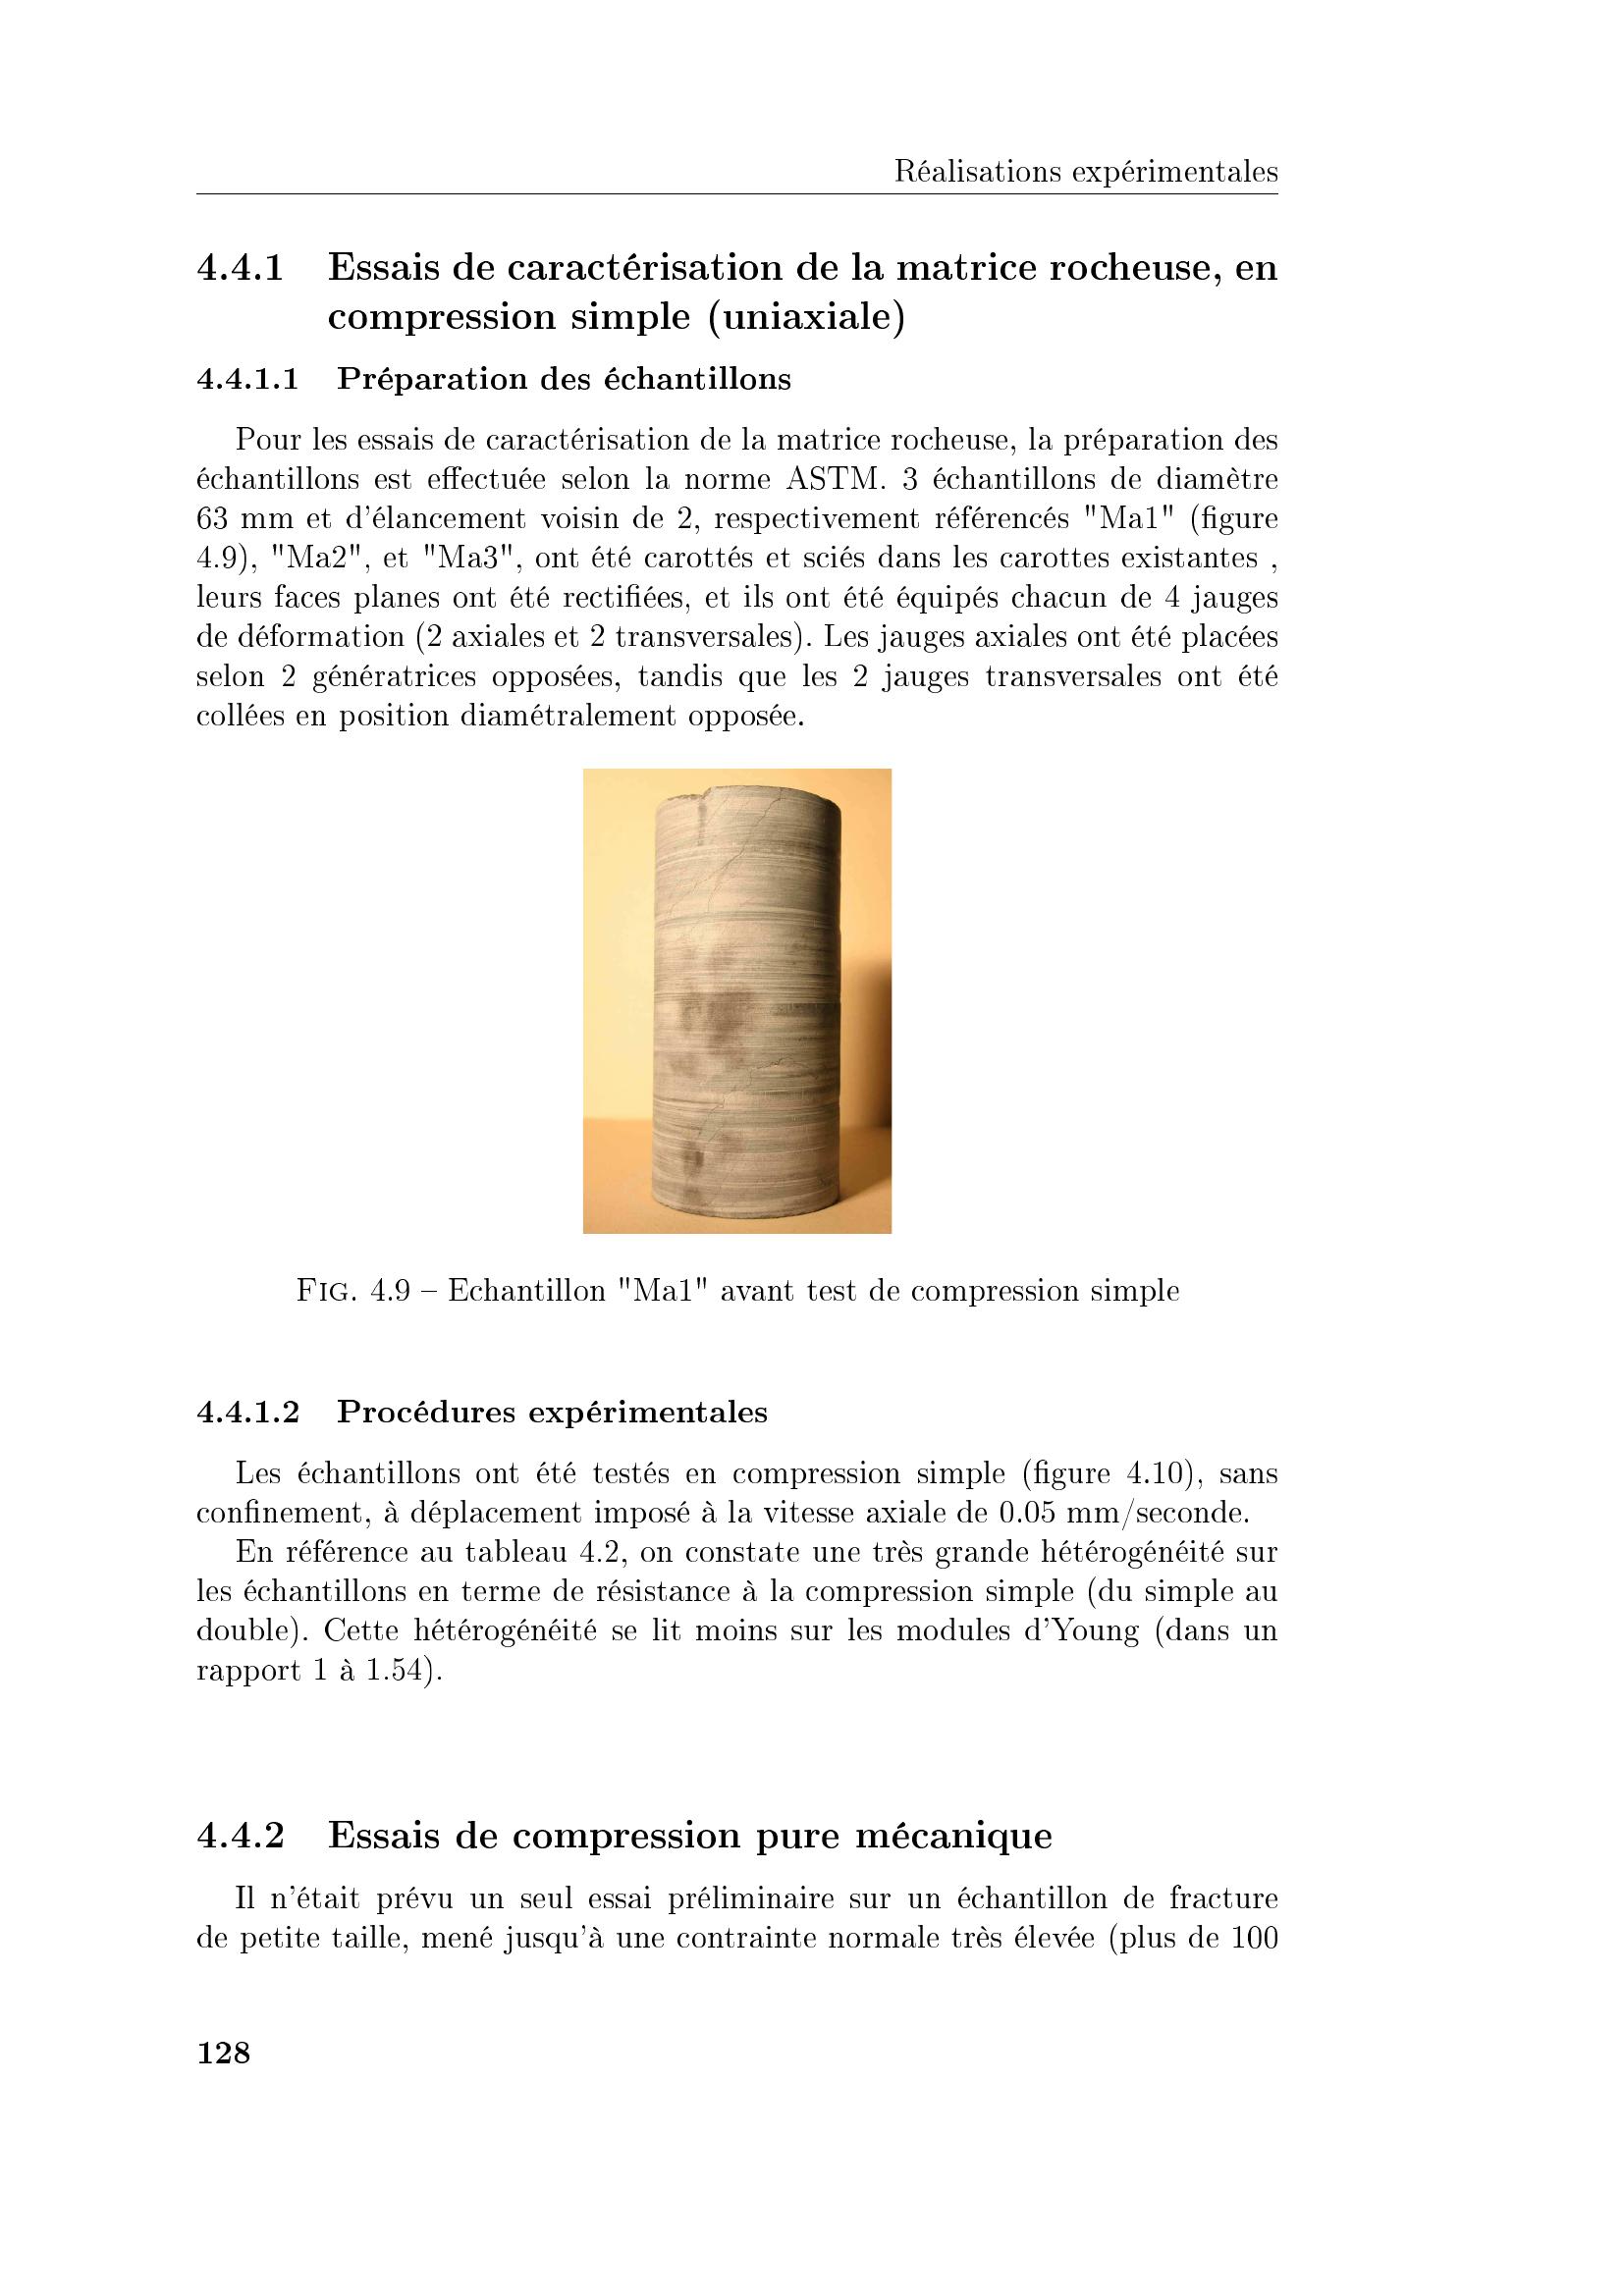 Réalisations expérimentales
4.4.1 Essais de caractérisation de la matrice rocheuse, en
compression simple (uniaxiale)
4.4.1.1 Préparation des échantillons
Pour les essais de caractérisation de la matrice rocheuse, la préparation des
échantillons est effectuée selon la norme ASTM. 3 échantillons de diamètre
63 mm et d'élancement voisin de 2, respectivement référencés "Ma1" (figure
4.9), "Ma2", et "Ma3", ont été carottés et sciés dans les carottes existantes ,
leurs faces planes ont été rectifiées, et ils ont été équipés chacun de 4 jauges
de déformation (2 axiales et 2 transversales). Les jauges axiales ont été placées
selon 2 génératrices opposées, tandis que les 2 jauges transversales ont été
collées en position diamétralement opposée.
FIG. 4.9 – Echantillon "Ma1" avant test de compression simple
4.4.1.2 Procédures expérimentales
Les échantillons ont été testés en compression simple (figure 4.10), sans
confinement, à déplacement imposé à la vitesse axiale de 0.05 mm/seconde.
En référence au tableau 4.2, on constate une très grande hétérogénéité sur
les échantillons en terme de résistance à la compression simple (du simple au
double). Cette hétérogénéité se lit moins sur les modules d'Young (dans un
rapport 1 à 1.54).
4.4.2 Essais de compression pure mécanique
Il n'était prévu un seul essai préliminaire sur un échantillon de fracture
de petite taille, mené jusqu'à une contrainte normale très élevée (plus de 100
128